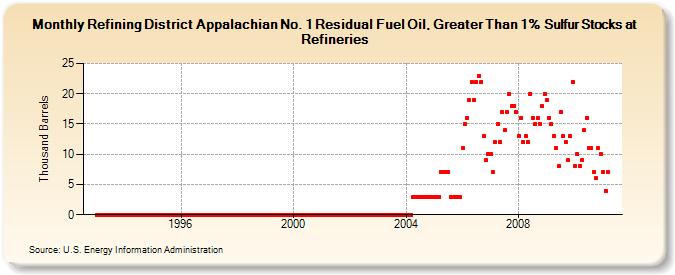 Monthly Refining District Appalachian No. 1 Residual Fuel Oil, Greater Than 1% Sulfur Stocks at
Refineries
Thousand Barrels
25
20
15
10
5
0
1996
2000
2004
2008
Source: U.S. Energy Information Administration